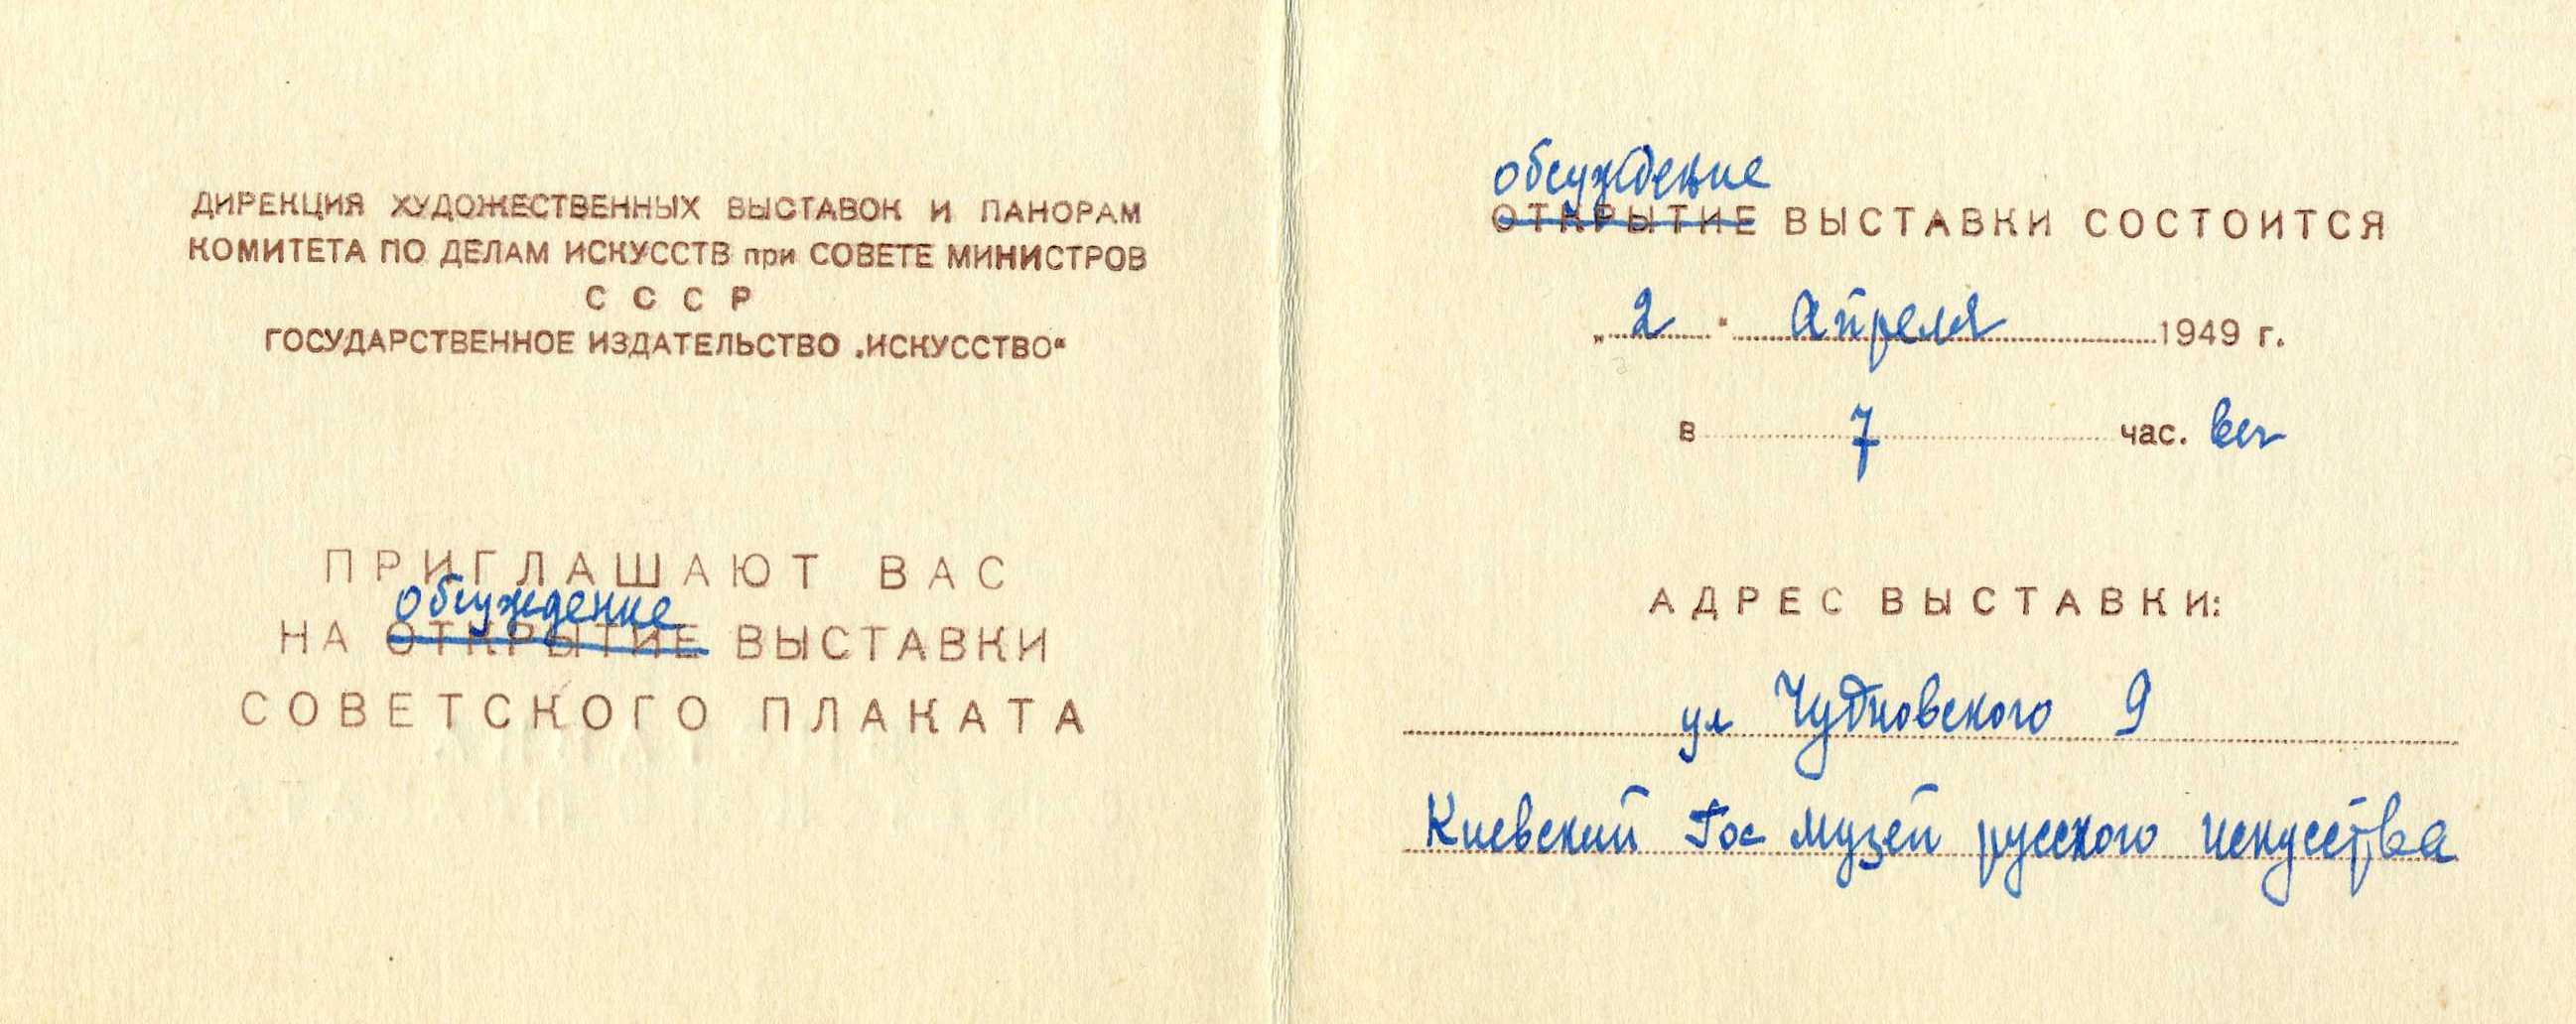 ДИРЕКЦИЯ ХУДОЖЕСТВЕННЫХ ВЫСТАВОК И ПАНОРАМ
КОМИТЕТА ПО ДЕЛАМ ИСКУССТВ при СОВЕТЕ МИНИСТРОВ
С С С Р
ГОСУДАРСТВЕННОЕ ИЗДАТЕЛЬСТВО „ИСКУССТВО“
ПРИГЛАШАЮТ ВАС
обсуждение
НА ОТКРЫТИЕ ВЫСТАВКИ
СОВЕТСКОГО ПЛАКАТА
обсуждение
ОТКРЫТИЕ ВЫСТАВКИ СОСТОИТСЯ
„2“ Апреля 1949 г.
в 7 час. веч
АДРЕС ВЫСТАВКИ:
ул Чудновского 9
Киевский Гос музей русского искусства